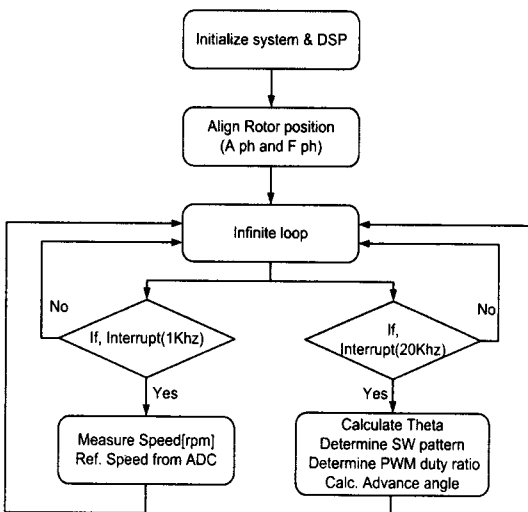 Initialize system & DSP
Align Rotor position
(A ph and F ph)
Infinite loop
No
If, Interrupt(1Khz)
Yes
Measure Speed[rpm]
Ref. Speed from ADC
No
If,
Interrupt(20Khz)
Yes
Calculate Theta
Determine SW pattern
Determine PWM duty ratio
Calc. Advance angle